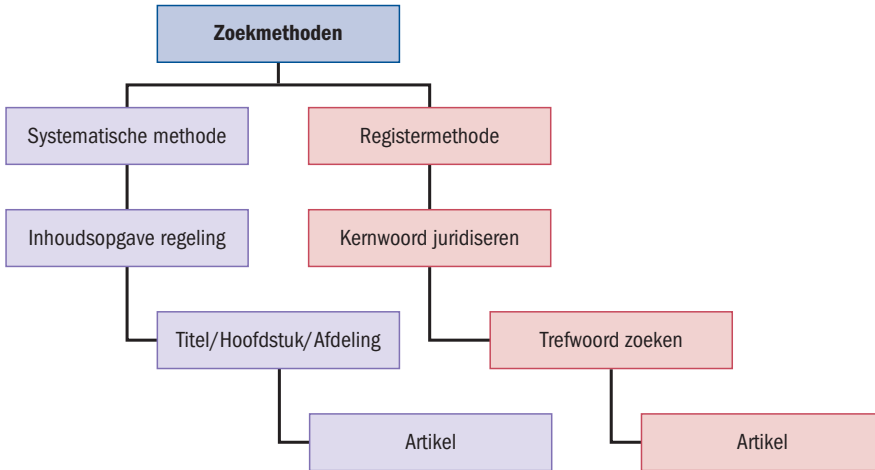 Zoekmethoden
Systematische methode
Registermethode
Inhoudsopgave regeling
Kernwoord juridiseren
Titel/Hoofdstuk/Afdeling
Trefwoord zoeken
Artikel
Artikel